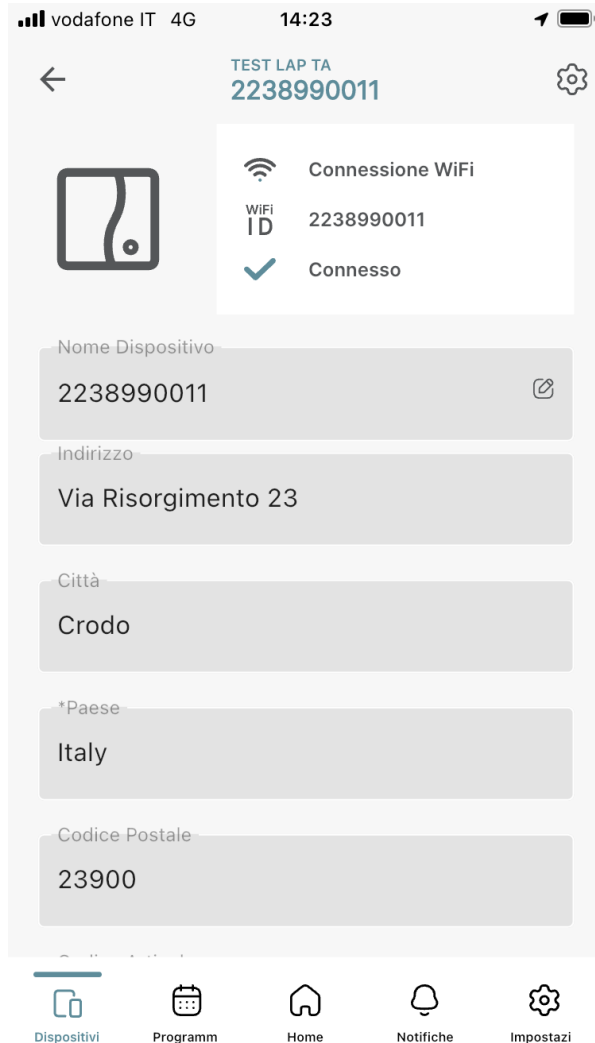 vodafone IT 4G 14:23
TEST LAP TA
2238990011
Connessione WiFi
WiFi
ID
2238990011
Connesso
Nome Dispositivo
2238990011
Indirizzo
Via Risorgimento 23
Città
Crodo
*Paese
Italy
Codice Postale
23900
Dispositivi Programm Home Notifiche Impostazi